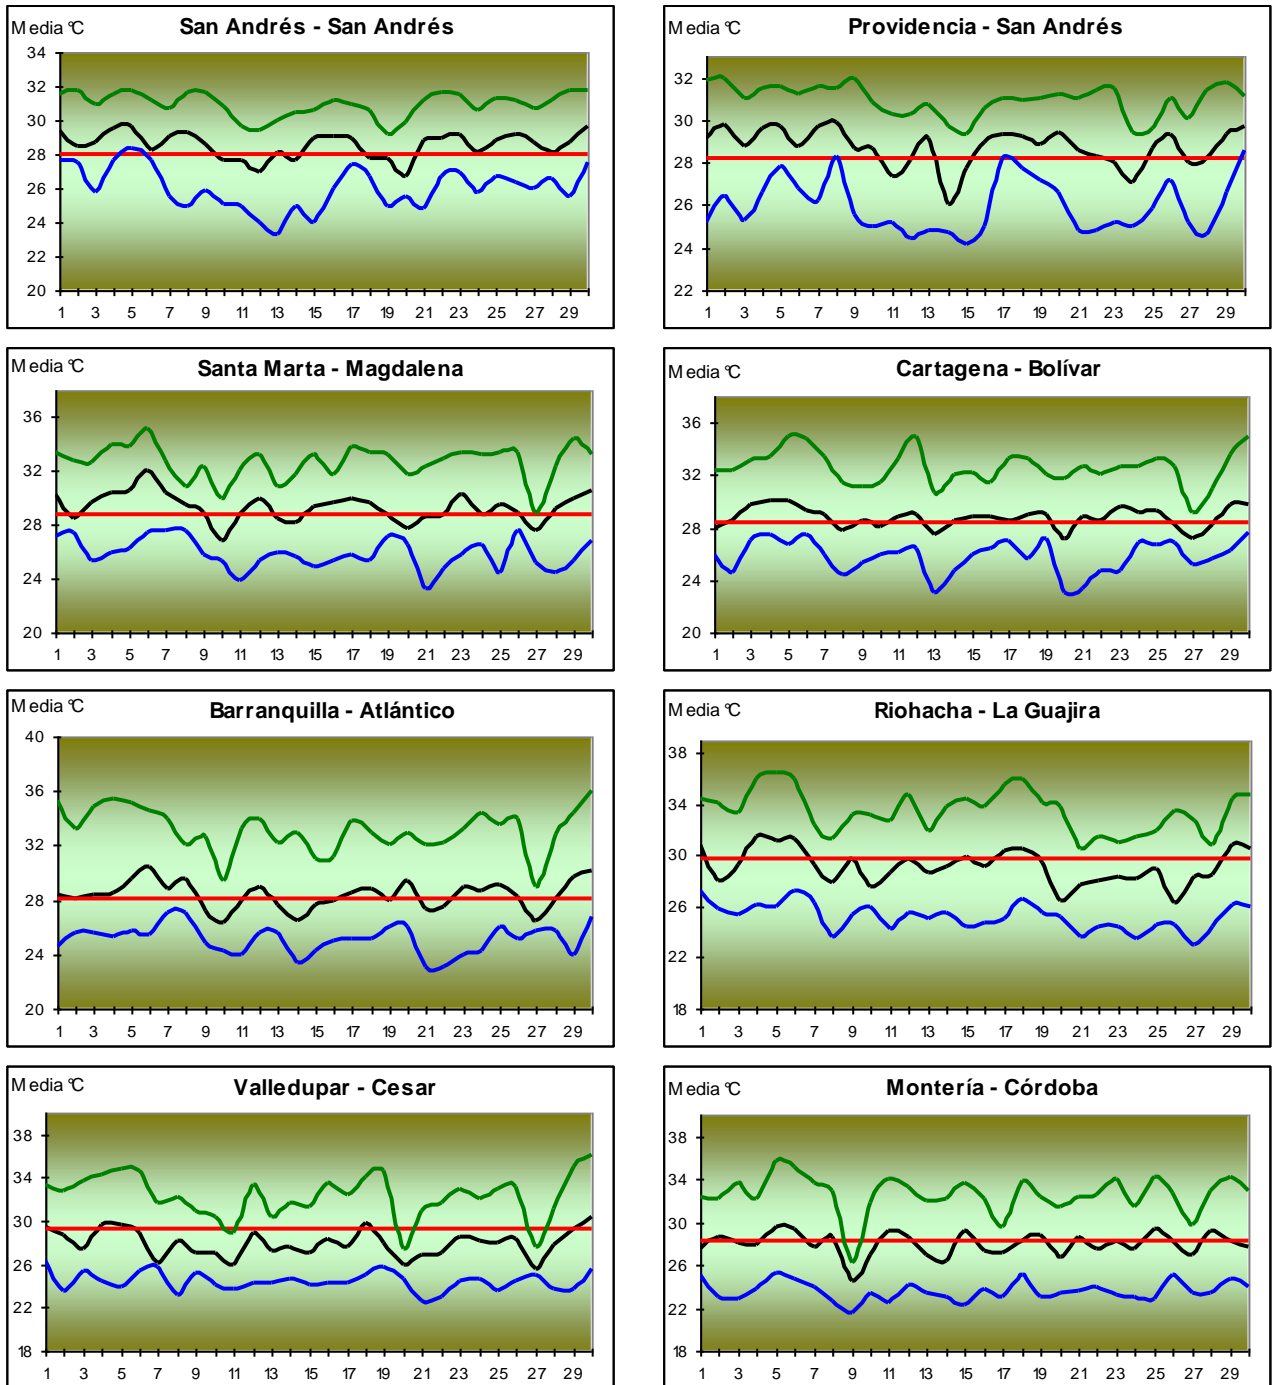 Media °C
San Andrés - San Andrés
34
32
30
28
26
24
22
20
1 3 5 7 9 11 13 15 17 19 21 23 25 27 29
Media °C
Providencia - San Andrés
32
30
28
26
24
22
1 3 5 7 9 11 13 15 17 19 21 23 25 27 29
Media °C
Santa Marta - Magdalena
36
32
28
24
20
1 3 5 7 9 11 13 15 17 19 21 23 25 27 29
Media °C
Cartagena - Bolívar
36
32
28
24
20
1 3 5 7 9 11 13 15 17 19 21 23 25 27 29
Media °C
Barranquilla - Atlántico
40
36
32
28
24
20
1 3 5 7 9 11 13 15 17 19 21 23 25 27 29
Media °C
Riohacha - La Guajira
38
34
30
26
22
18
1 3 5 7 9 11 13 15 17 19 21 23 25 27 29
Media °C
Valledupar - Cesar
38
34
30
26
22
18
1 3 5 7 9 11 13 15 17 19 21 23 25 27 29
Media °C
Montería - Córdoba
38
34
30
26
22
18
1 3 5 7 9 11 13 15 17 19 21 23 25 27 29